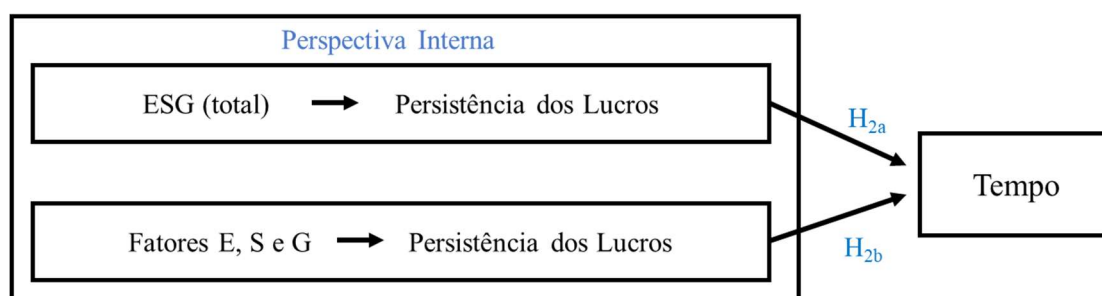 Perspectiva Interna
ESG (total) → Persistência dos Lucros
H2a
Tempo
Fatores E, S e G → Persistência dos Lucros
H2b